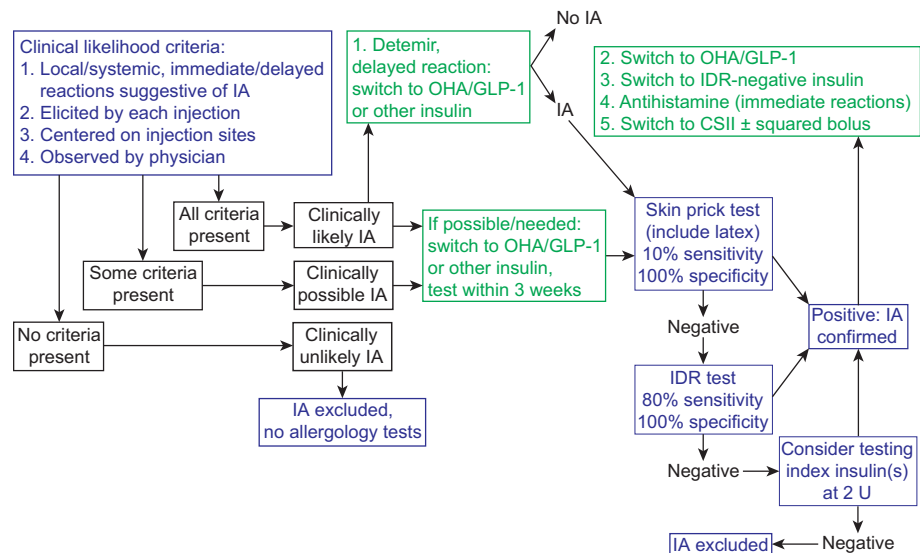 Clinical likelihood criteria:
1. Local/systemic, immediate/delayed
reactions suggestive of IA
2. Elicited by each injection
3. Centered on injection sites
4. Observed by physician
1. Detemir,
delayed reaction:
switch to OHA/GLP-1
or other insulin
No IA
IA
2. Switch to OHA/GLP-1
3. Switch to IDR-negative insulin
4. Antihistamine (immediate reactions)
5. Switch to CSII ± squared bolus
All criteria
present
Clinically
likely IA
If possible/needed:
switch to OHA/GLP-1
or other insulin,
test within 3 weeks
Skin prick test
(include latex)
10% sensitivity
100% specificity
Some criteria
present
Clinically
possible IA
No criteria
present
Clinically
unlikely IA
Negative
Positive: IA
confirmed
IA excluded,
no allergology tests
IDR test
80% sensitivity
100% specificity
Negative
Consider testing
index insulin(s)
at 2 U
Negative
IA excluded